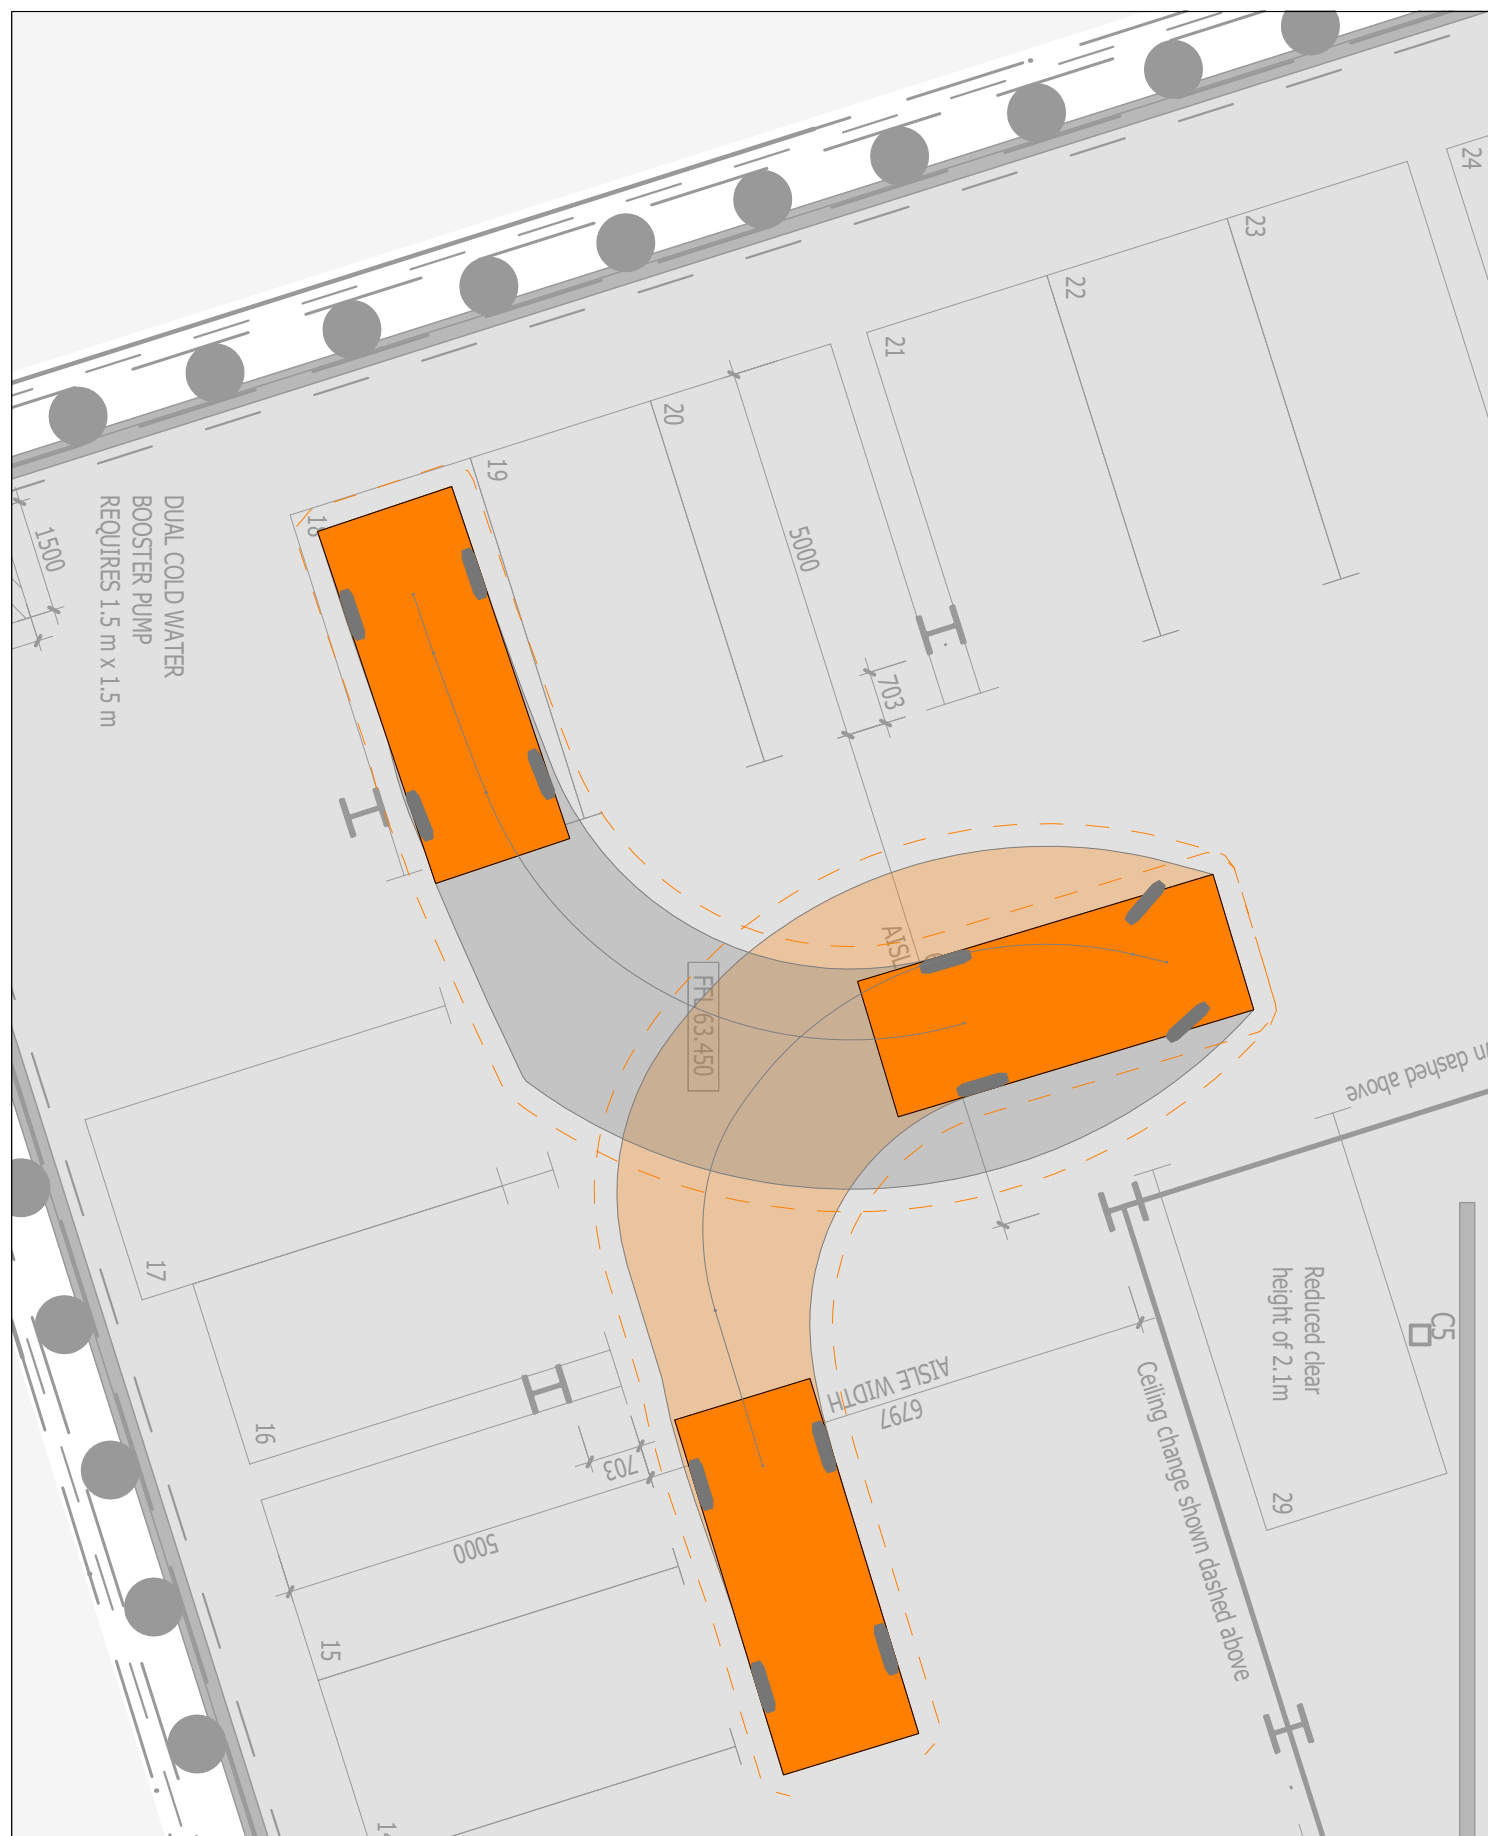 24
23
22
21
20
19
5000
703
1500
DUAL COLD WATER
BOOSTER PUMP
REQUIRES 1.5 m x 1.5 m
FFL 63.450
17
16
703
5000
15
AISLE WIDTH
6797
dashed above
Reduced clear
height of 2.1m
C5
29
Ceiling change shown dashed above